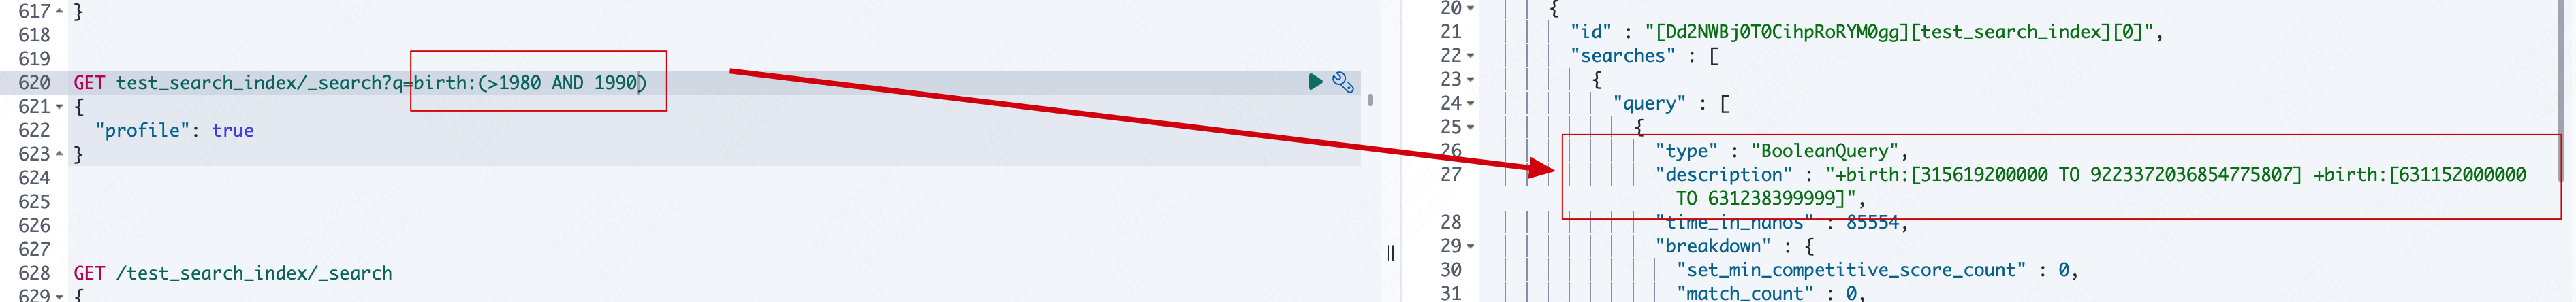 617 }
618
619
620 GET test_search_index/_search?q=birth:(>1980 AND 1990)
621 {
622 "profile": true
623 }
624
625
626
627
628 GET /test_search_index/_search
629 {
20 {
21 "id" : "[Dd2NWBj0T0CihpRoRYM0gg][test_search_index][0]",
22 "searches" : [
23 {
24 "query" : [
25 {
26 "type" : "BooleanQuery",
27 "description" : "+birth:[315619200000 TO 9223372036854775807] +birth:[631152000000
TO 631238399999]",
28 "time_in_nanos" : 85554,
29 "breakdown" : {
30 "set_min_competitive_score_count" : 0,
31 "match_count" : 0,